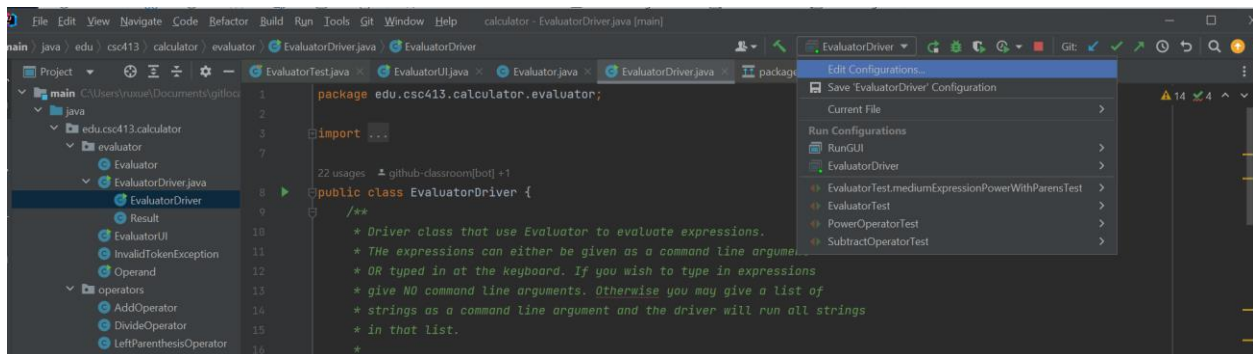 File Edit View Navigate Code Refactor Build Run Tools Git Window Help calculator - EvaluatorDriver.java [main]
main java edu csc413 calculator evaluator EvaluatorDriver.java EvaluatorDriver EvaluatorDriver Git:
Project EvaluatorTest.java EvaluatorUI.java Evaluator.java EvaluatorDriver.java package
Edit Configurations...
Save 'EvaluatorDriver' Configuration
Current File
Run Configurations
RunGUI
EvaluatorDriver
EvaluatorTest.mediumExpressionPowerWithParensTest
EvaluatorTest
PowerOperatorTest
SubtractOperatorTest
main C:\Users\ruxue\Documents\gitloc
java
edu.csc413.calculator
evaluator
Evaluator
EvaluatorDriver.java
EvaluatorDriver
Result
EvaluatorUI
InvalidTokenException
Operand
operators
AddOperator
DivideOperator
LeftParenthesisOperator
1 package edu.csc413.calculator.evaluator;
2
3 import ...
7
22 usages github-classroom[bot] +1
8 public class EvaluatorDriver {
9 /**
10 * Driver class that use Evaluator to evaluate expressions.
11 * THe expressions can either be given as a command line argume
12 * OR typed in at the keyboard. If you wish to type in expressions
13 * give NO command line arguments. Otherwise you may give a list of
14 * strings as a command line argument and the driver will run all strings
15 * in that list.
16 *
14 4